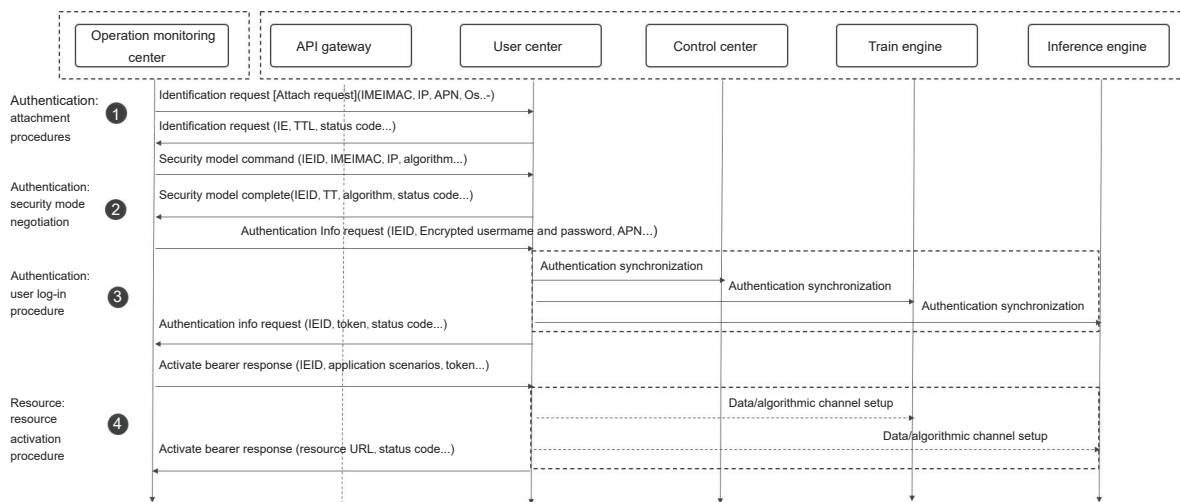 Operation monitoring
center
API gateway
User center
Control center
Train engine
Inference engine
Authentication:
attachment
procedures
1
Identification request [Attach request](IMEIMAC, IP, APN, Os..-)
Identification request (IE, TTL, status code...)
Security model command (IEID, IMEIMAC, IP, algorithm...)
Authentication:
security mode
negotiation
2
Security model complete(IEID, TT, algorithm, status code...)
Authentication Info request (IEID, Encrypted usermame and password, APN...)
Authentication:
user log-in
procedure
3
Authentication synchronization
Authentication synchronization
Authentication synchronization
Authentication info request (IEID, token, status code...)
Activate bearer response (IEID, application scenarios, token...)
Resource:
resource
activation
procedure
4
Data/algorithmic channel setup
Data/algorithmic channel setup
Activate bearer response (resource URL, status code...)